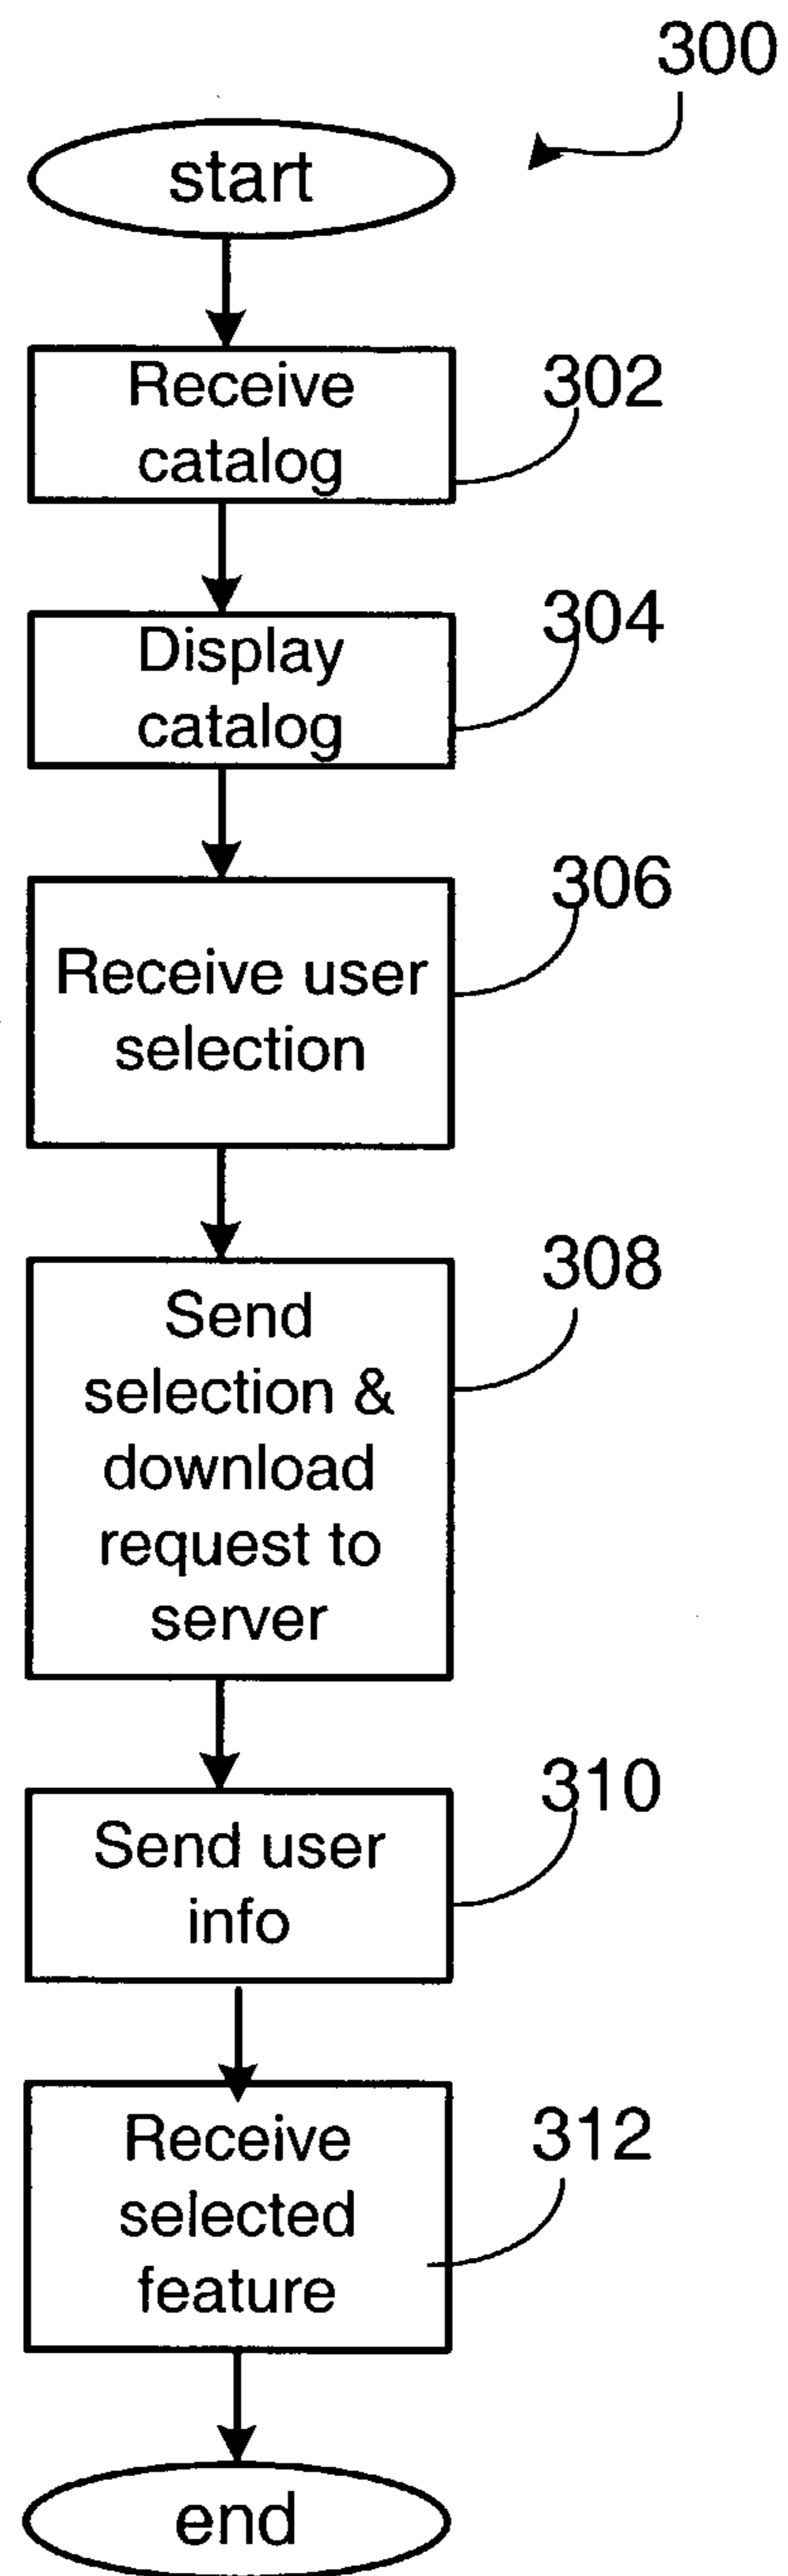 300
start
Receive
catalog
302
Display
catalog
304
Receive user
selection
306
Send
selection &
download
request to
server
308
Send user
info
310
Receive
selected
feature
312
end